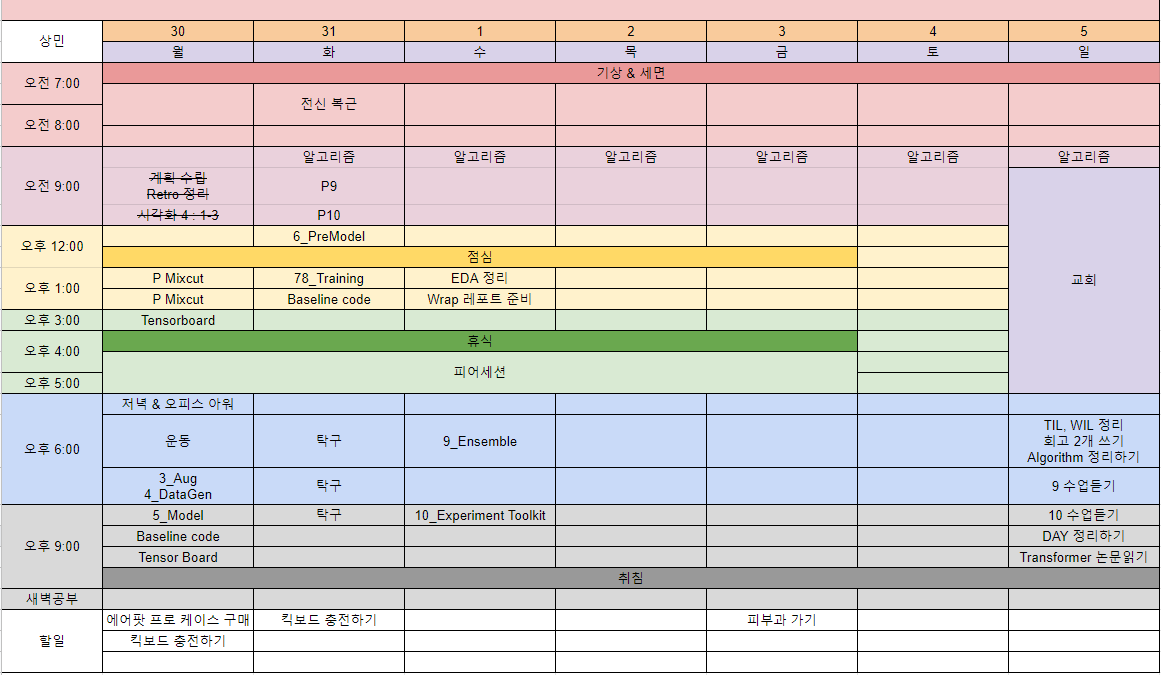 상민 30 31 1 2 3 4 5
월 화 수 목 금 토 일
오전 7:00 기상 & 세면
전신 복근
오전 8:00
알고리즘 알고리즘 알고리즘 알고리즘 알고리즘 알고리즘
오전 9:00 계획 수립 P9
Retro 정리
시각화 4 : 1-3 P10
6_PreModel
오후 12:00 점심
오후 1:00 P Mixcut 78_Training EDA 정리 교회
P Mixcut Baseline code Wrap 레포트 준비
오후 3:00 Tensorboard
휴식
오후 4:00
피어세션
오후 5:00
저녁 & 오피스 아워
오후 6:00 운동 탁구 9_Ensemble TIL, WIL 정리
회고 2개 쓰기
Algorithm 정리하기
3_Aug 탁구 9 수업듣기
4_DataGen
5_Model 탁구 10_Experiment Toolkit 10 수업듣기
오후 9:00 Baseline code DAY 정리하기
Tensor Board Transformer 논문읽기
취침
새벽공부
에어팟 프로 케이스 구매 킥보드 충전하기 피부과 가기
할일 킥보드 충전하기